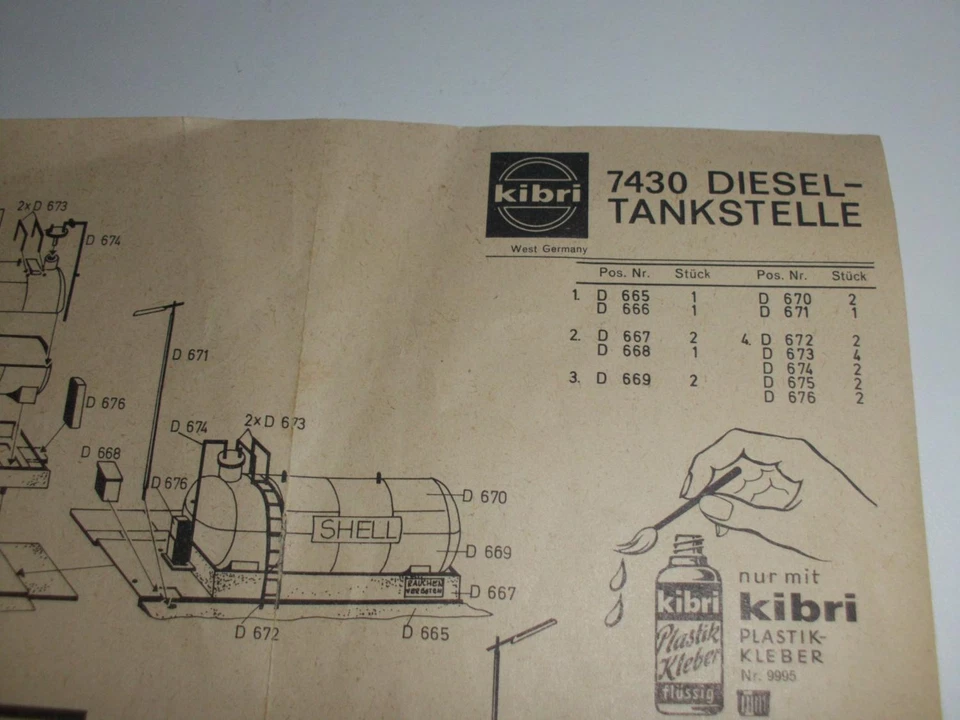 kibri
West Germany
7430 DIESEL-
TANKSTELLE
Pos. Nr. Stück Pos. Nr. Stück
1. D 665 1 D 670 2
D 666 1 D 671 1
2. D 667 2 4. D 672 2
D 668 1 D 673 4
D 674 2
3. D 669 2 D 675 2
D 676 2
2x D 673
D 674
D 671
D 676
D 674
2x D 673
D 668
D 676
D 670
SHELL
D 669
RAUCHEN
VERBOTEN
D 667
D 672
D 665
kibri
Plastik
Kleber
flüssig
nur mit
kibri
PLASTIK-
KLEBER
Nr. 9995